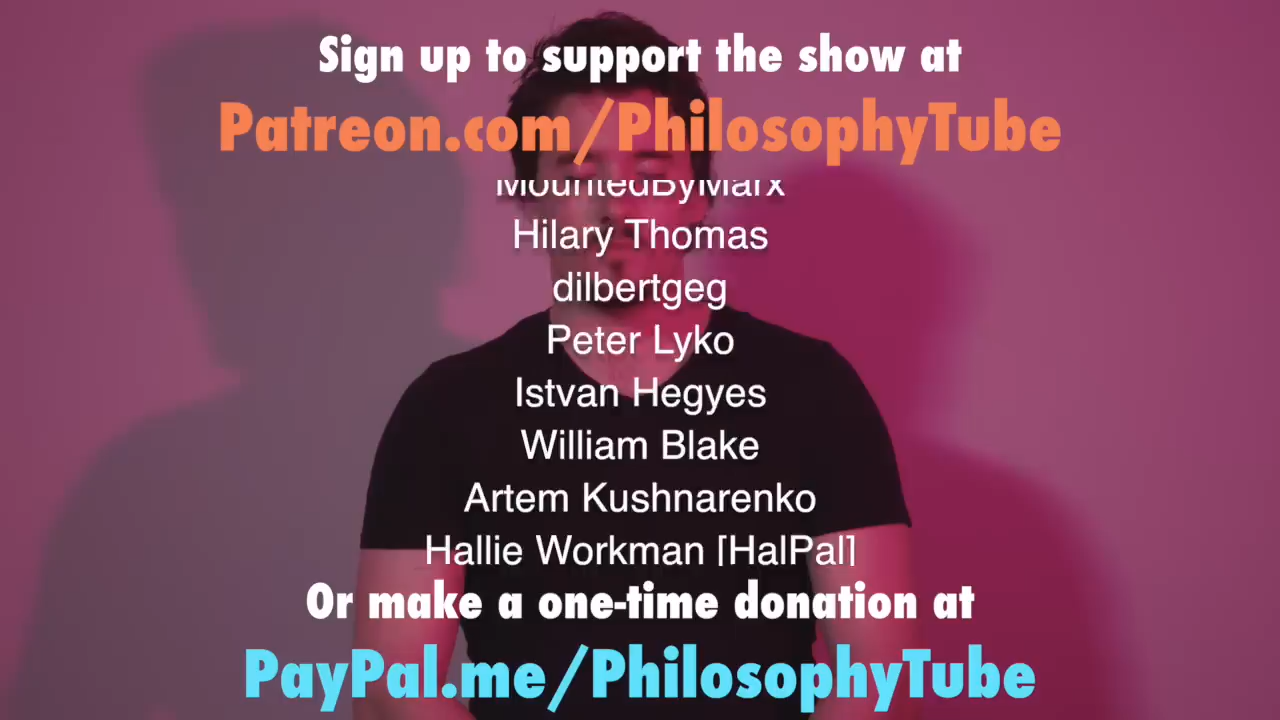 Sign up to support the show at
Patreon.com/PhilosophyTube
MountedByMarx
Hilary Thomas
dilbertgeg
Peter Lyko
Istvan Hegyes
William Blake
Artem Kushnarenko
Hallie Workman [HalPal]
Or make a one-time donation at
PayPal.me/PhilosophyTube